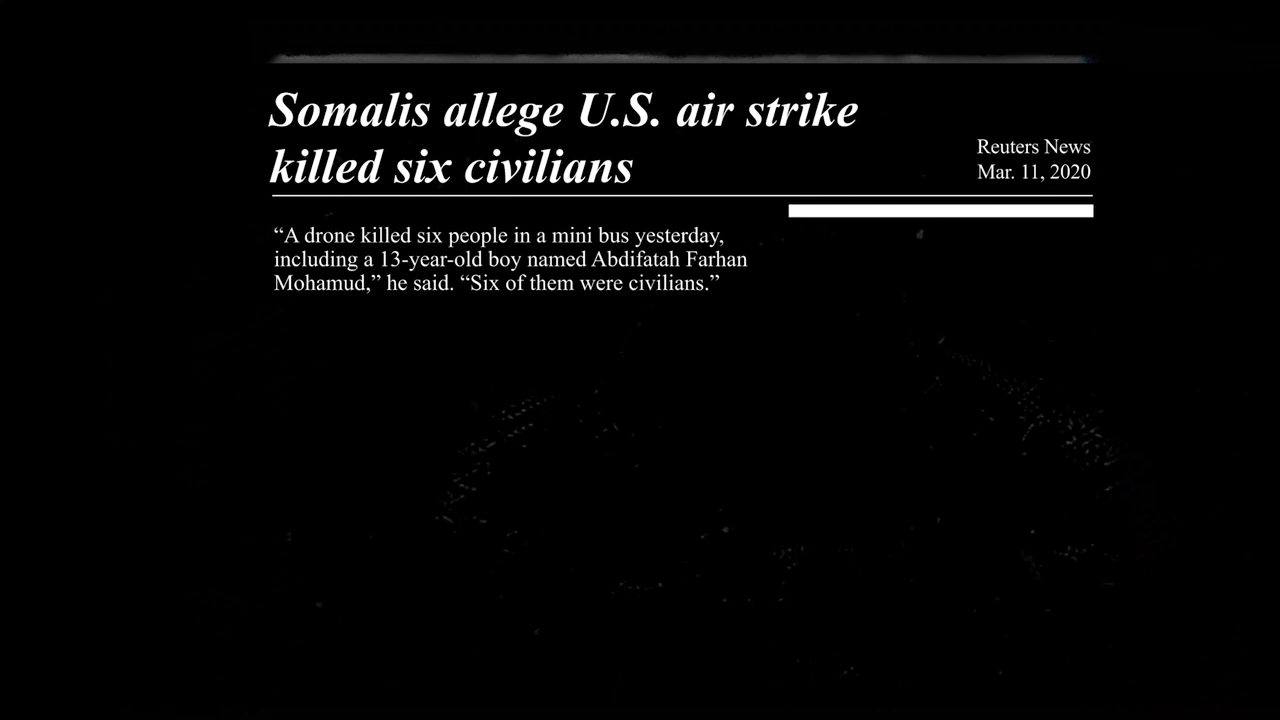 Somalis allege U.S. air strike
killed six civilians
Reuters News
Mar. 11, 2020
“A drone killed six people in a mini bus yesterday,
including a 13-year-old boy named Abdifatah Farhan
Mohamud,” he said. “Six of them were civilians.”